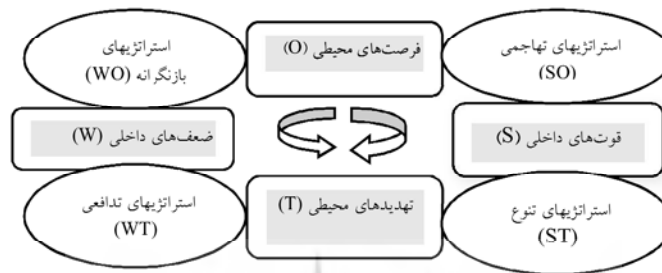 استراتژیهای تهاجمی
(SO)
فرصت‌های محیطی (O)
استراتژیهای
بازنگرانه (WO)
قوت‌های داخلی (S)
ضعف‌های داخلی (W)
استراتژیهای تنوع
(ST)
تهدیدهای محیطی (T)
استراتژیهای تدافعی
(WT)